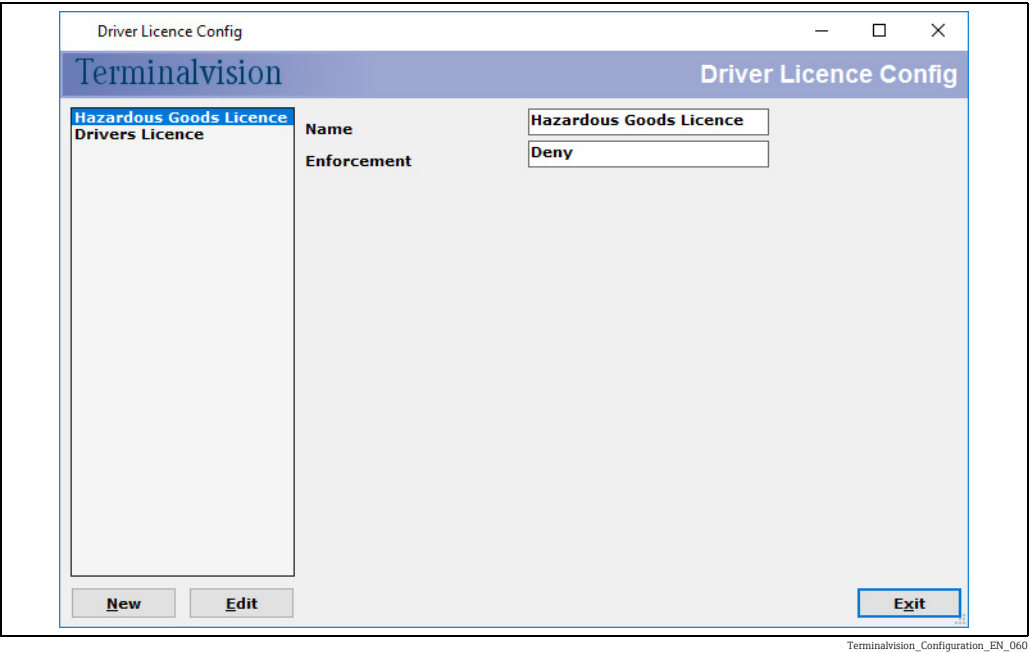 Driver Licence Config
Terminalvision
Driver Licence Config
Hazardous Goods Licence
Drivers Licence
Name
Hazardous Goods Licence
Enforcement
Deny
New
Edit
Exit
Terminalvision_Configuration_EN_060